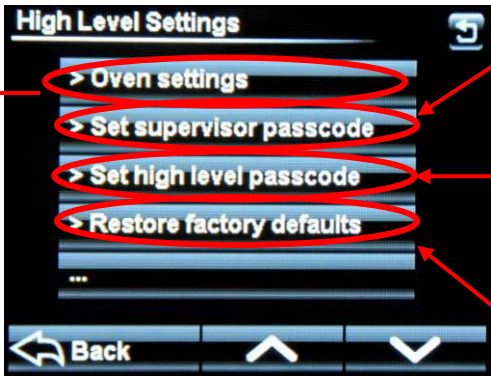 High Level Settings
> Oven settings
> Set supervisor passcode
> Set high level passcode
> Restore factory defaults
...
Back